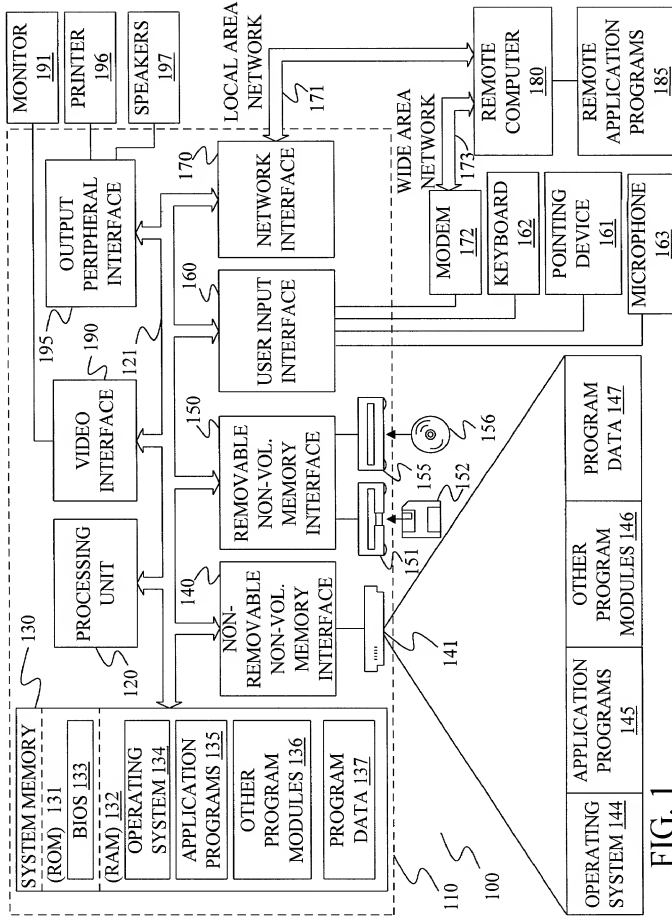 SYSTEM MEMORY
(ROM) 131
BIOS 133
(RAM) 132
OPERATING
SYSTEM 134
APPLICATION
PROGRAMS 135
OTHER
PROGRAM
MODULES 136
PROGRAM
DATA 137
130
PROCESSING
UNIT
120
VIDEO
INTERFACE
190
121
OUTPUT
PERIPHERAL
INTERFACE
195
MONITOR
191
PRINTER
196
SPEAKERS
197
140
NON-
REMOVABLE
NON-VOL.
MEMORY
INTERFACE
150
REMOVABLE
NON-VOL.
MEMORY
INTERFACE
160
USER INPUT
INTERFACE
170
NETWORK
INTERFACE
LOCAL AREA
NETWORK
171
110
100
141
151
152
155
156
WIDE AREA
NETWORK
173
MODEM
172
KEYBOARD
162
POINTING
DEVICE
161
MICROPHONE
163
REMOTE
COMPUTER
180
REMOTE
APPLICATION
PROGRAMS
185
OPERATING
SYSTEM 144
APPLICATION
PROGRAMS
145
OTHER
PROGRAM
MODULES 146
PROGRAM
DATA 147
FIG. 1